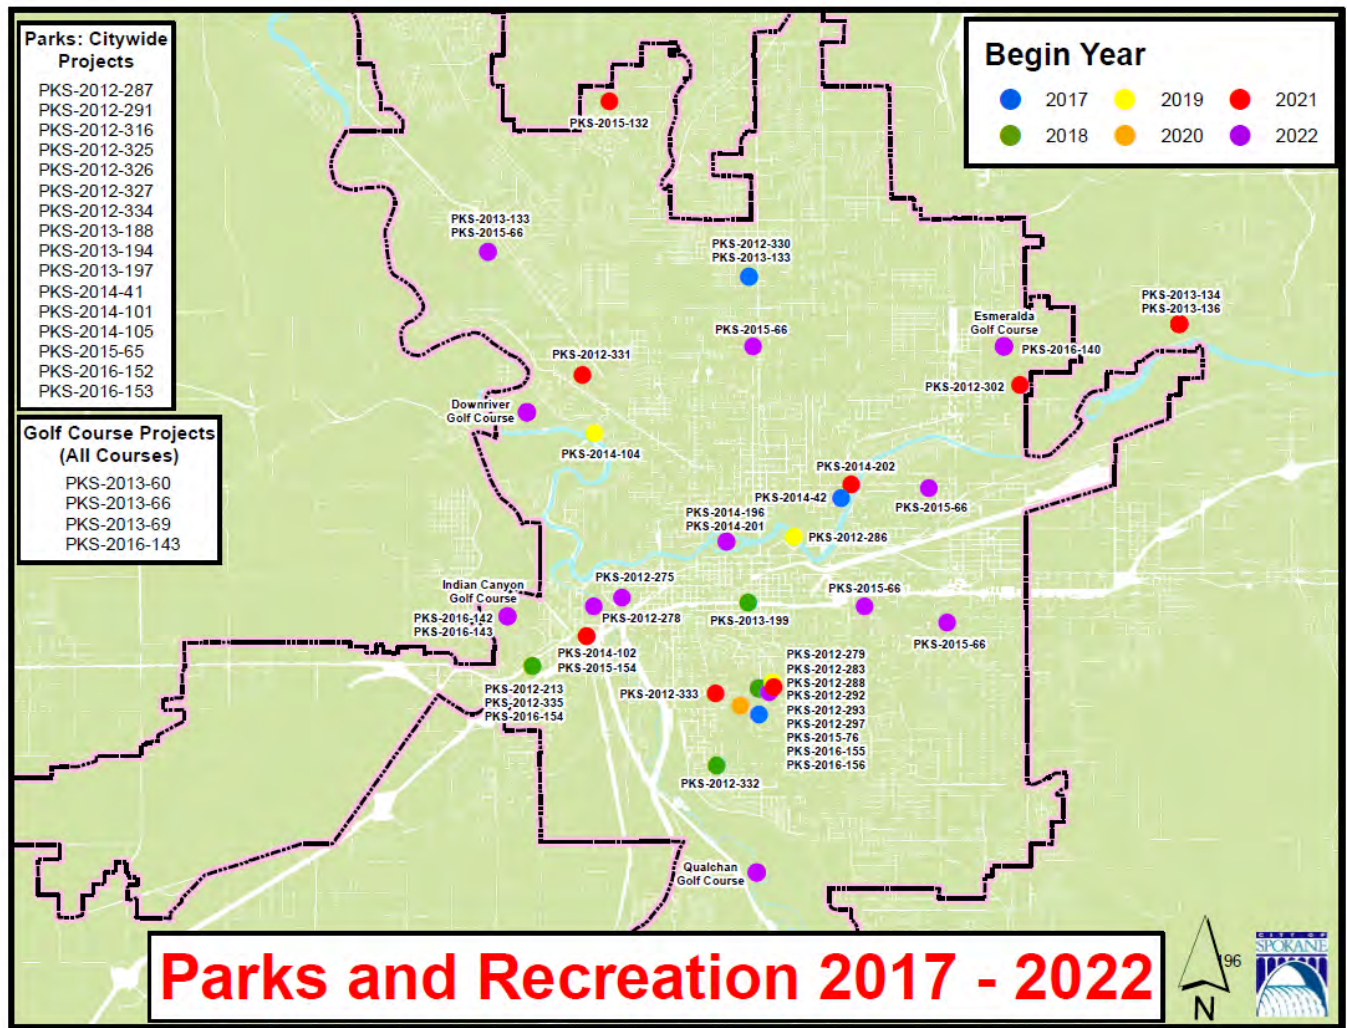 Parks: Citywide
Projects
PKS-2012-287
PKS-2012-291
PKS-2012-316
PKS-2012-325
PKS-2012-326
PKS-2012-327
PKS-2012-334
PKS-2013-188
PKS-2013-194
PKS-2013-197
PKS-2014-41
PKS-2014-101
PKS-2014-105
PKS-2015-65
PKS-2016-152
PKS-2016-153
Golf Course Projects
(All Courses)
PKS-2013-60
PKS-2013-66
PKS-2013-69
PKS-2016-143
Begin Year
2017 2019 2021
2018 2020 2022
PKS-2015-132
PKS-2013-133
PKS-2015-66
PKS-2012-330
PKS-2013-133
PKS-2013-134
PKS-2013-136
Esmeralda
Golf Course
PKS-2016-140
PKS-2015-66
PKS-2012-331
PKS-2012-302
Downriver
Golf Course
PKS-2014-104
PKS-2014-202
PKS-2014-42
PKS-2015-66
PKS-2014-196
PKS-2014-201
PKS-2012-286
Indian Canyon
Golf Course
PKS-2016-142
PKS-2016-143
PKS-2012-275
PKS-2012-278
PKS-2013-199
PKS-2015-66
PKS-2015-66
PKS-2014-102
PKS-2015-154
PKS-2012-213
PKS-2012-335
PKS-2016-154
PKS-2012-333
PKS-2012-279
PKS-2012-283
PKS-2012-288
PKS-2012-292
PKS-2012-293
PKS-2012-297
PKS-2015-76
PKS-2016-155
PKS-2016-156
PKS-2012-332
Qualchan
Golf Course
Parks and Recreation 2017 - 2022
N
196
CITY OF
SPOKANE